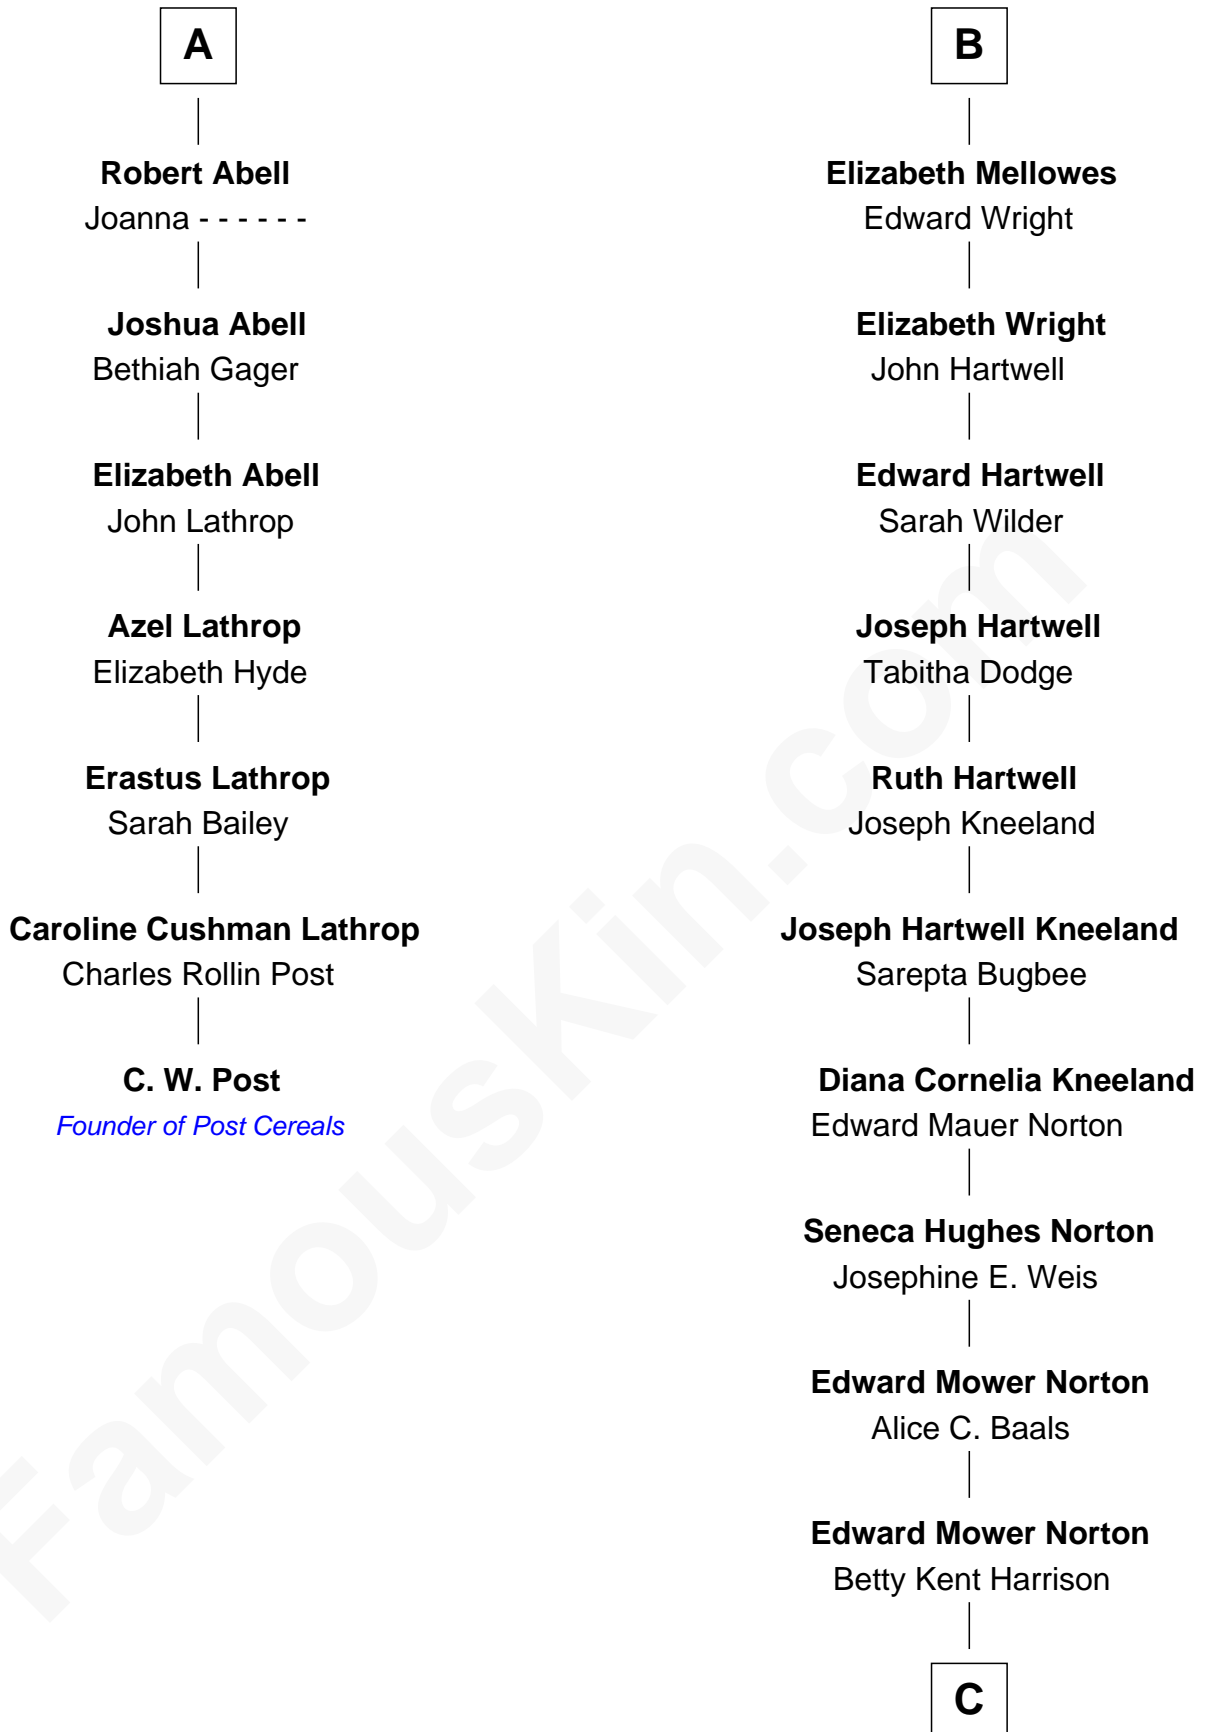 A
Robert Abell
Joanna - - - - - -
Joshua Abell
Bethiah Gager
Elizabeth Abell
John Lathrop
Azel Lathrop
Elizabeth Hyde
Erastus Lathrop
Sarah Bailey
Caroline Cushman Lathrop
Charles Rollin Post
C. W. Post
Founder of Post Cereals
B
Elizabeth Mellowes
Edward Wright
Elizabeth Wright
John Hartwell
Edward Hartwell
Sarah Wilder
Joseph Hartwell
Tabitha Dodge
Ruth Hartwell
Joseph Kneeland
Joseph Hartwell Kneeland
Sarepta Bugbee
Diana Cornelia Kneeland
Edward Mauer Norton
Seneca Hughes Norton
Josephine E. Weis
Edward Mower Norton
Alice C. Baals
Edward Mower Norton
Betty Kent Harrison
C
FamousKin.com